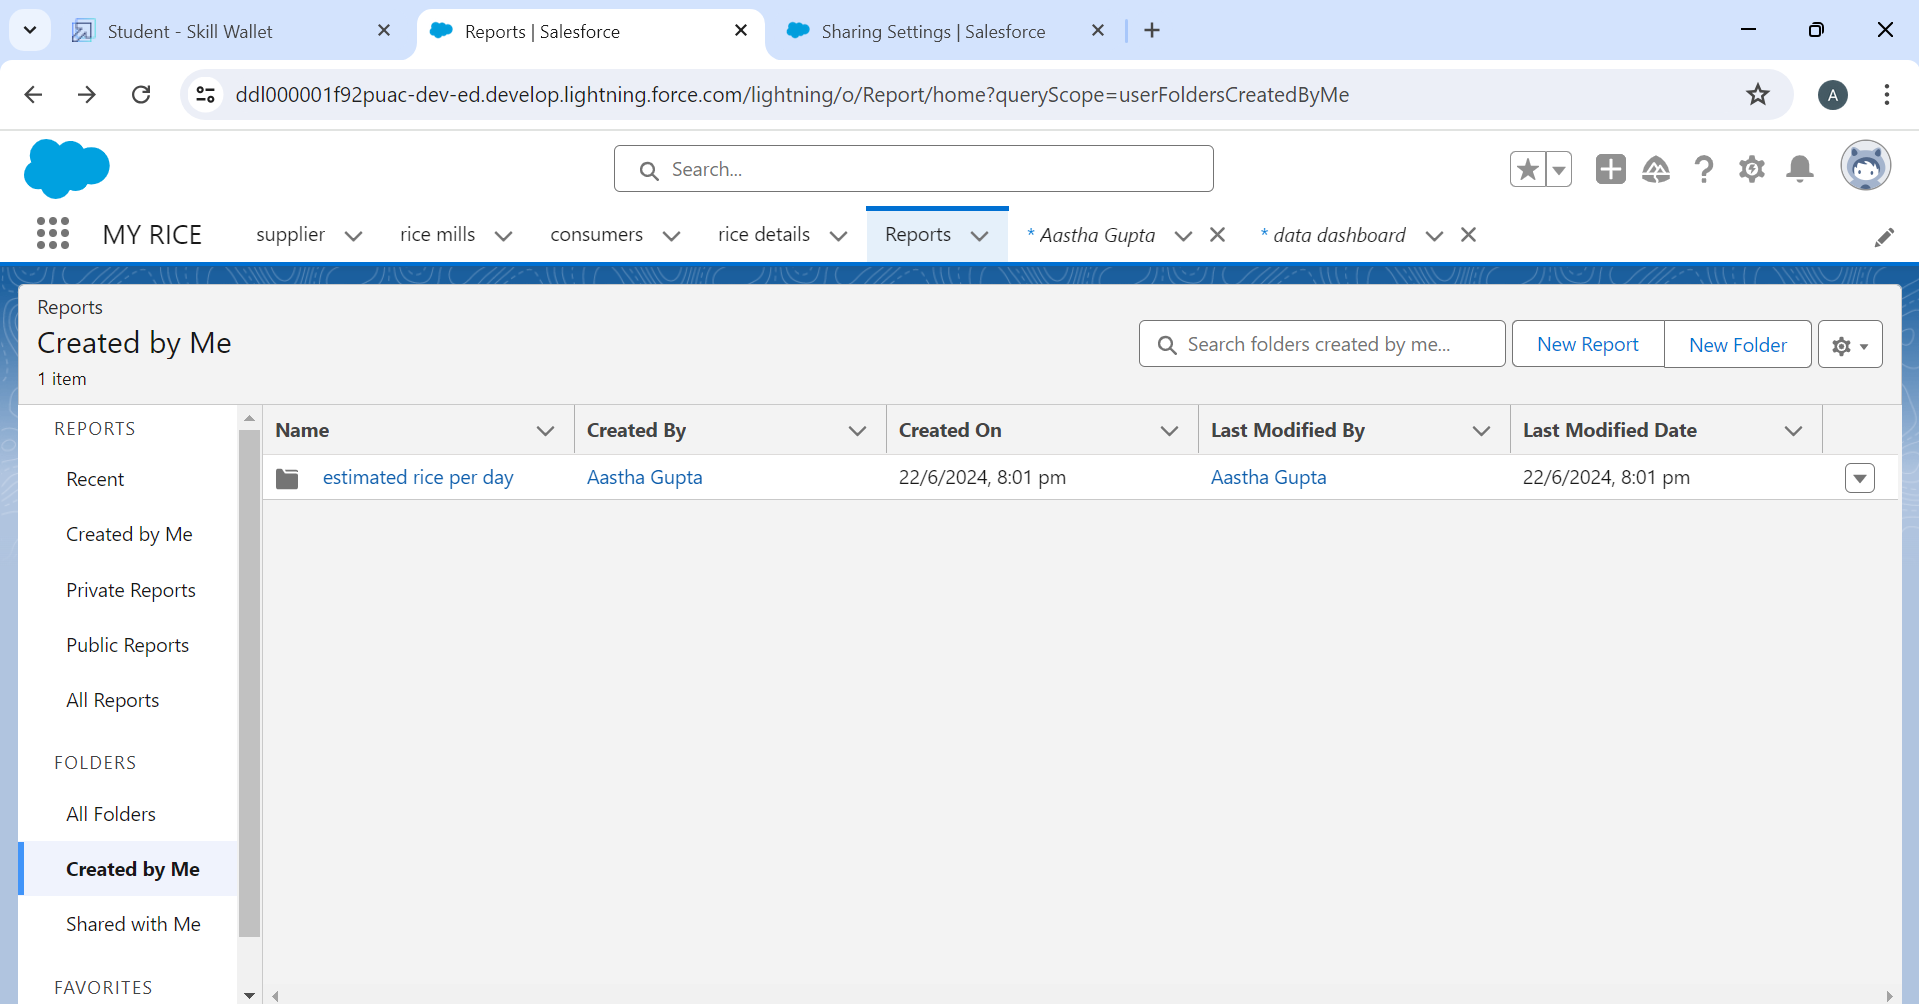 Student - Skill Wallet
Reports | Salesforce
Sharing Settings | Salesforce
ddl000001f92puac-dev-ed.develop.lightning.force.com/lightning/o/Report/home?queryScope=userFoldersCreatedByMe
A
Search...
MY RICE
supplier
rice mills
consumers
rice details
Reports
* Aastha Gupta
* data dashboard
Reports
Created by Me
1 item
Search folders created by me...
New Report
New Folder
REPORTS
Recent
Created by Me
Private Reports
Public Reports
All Reports
FOLDERS
All Folders
Created by Me
Shared with Me
FAVORITES
Name Created By Created On Last Modified By Last Modified Date
estimated rice per day Aastha Gupta 22/6/2024, 8:01 pm Aastha Gupta 22/6/2024, 8:01 pm